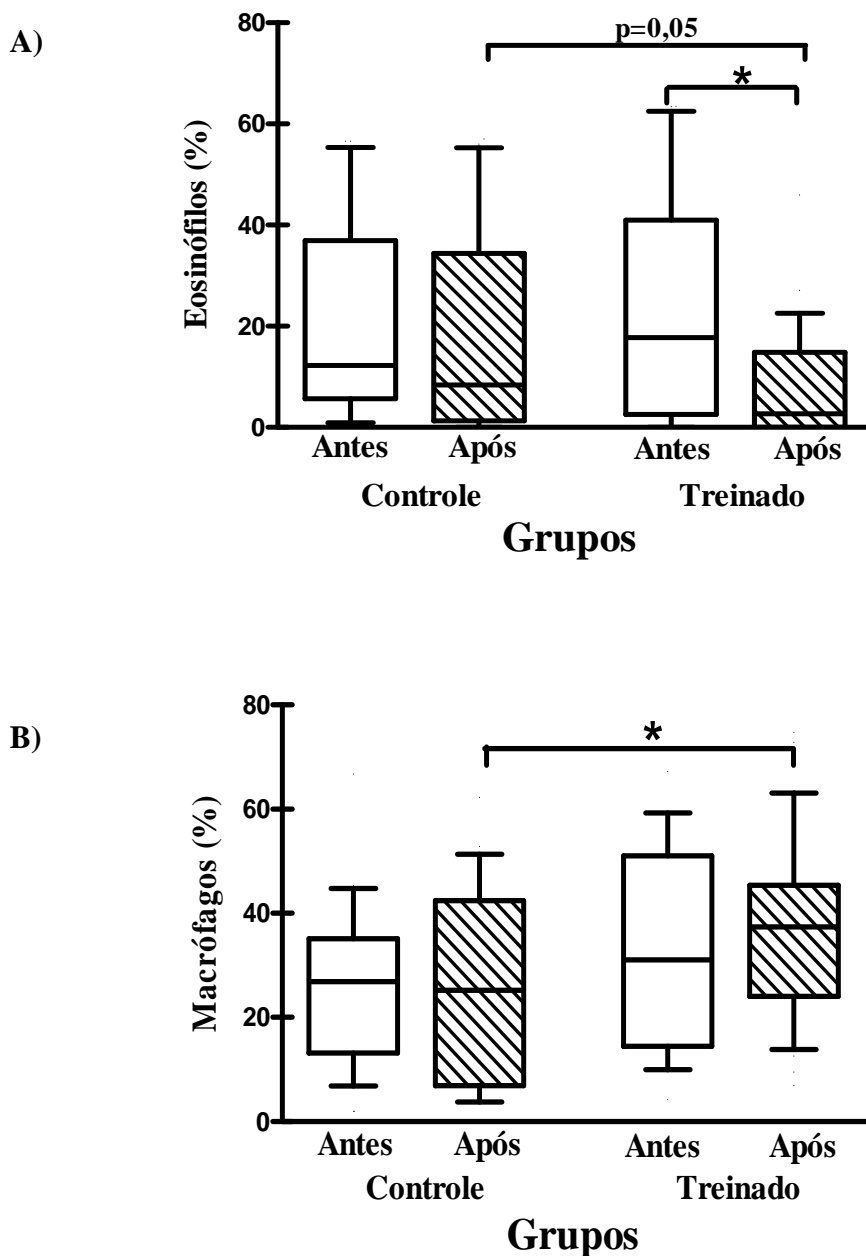 A)
p=0,05
*
Eosinófilos (%)
80
60
40
20
0
Antes Após Antes Após
Controle Treinado
Grupos
B)
*
Macrófagos (%)
80
60
40
20
0
Antes Após Antes Após
Controle Treinado
Grupos